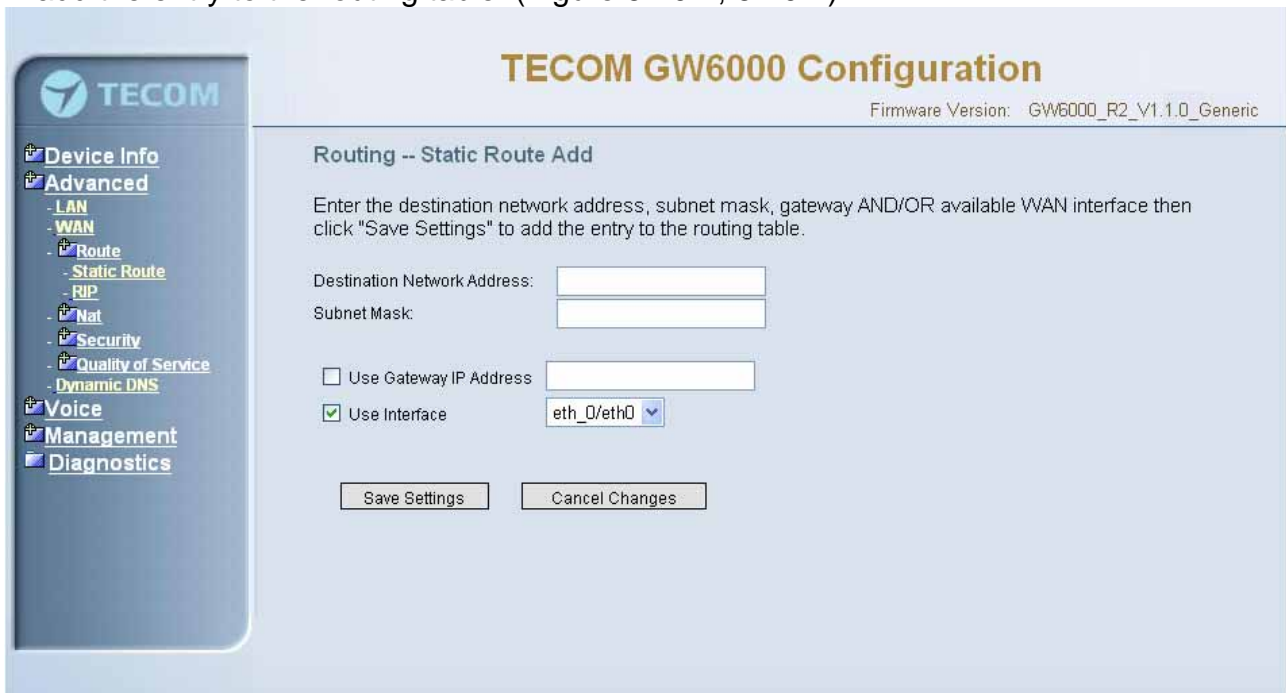 TECOM
TECOM GW6000 Configuration
Firmware Version: GW6000_R2_V1.1.0_Generic
Device Info
Advanced
- LAN
- WAN
- Route
- Static Route
- RIP
- Nat
- Security
- Quality of Service
- Dynamic DNS
Voice
Management
Diagnostics
Routing -- Static Route Add
Enter the destination network address, subnet mask, gateway AND/OR available WAN interface then
click "Save Settings" to add the entry to the routing table.
Destination Network Address:
Subnet Mask:
Use Gateway IP Address
Use Interface eth_0/eth0
Save Settings Cancel Changes